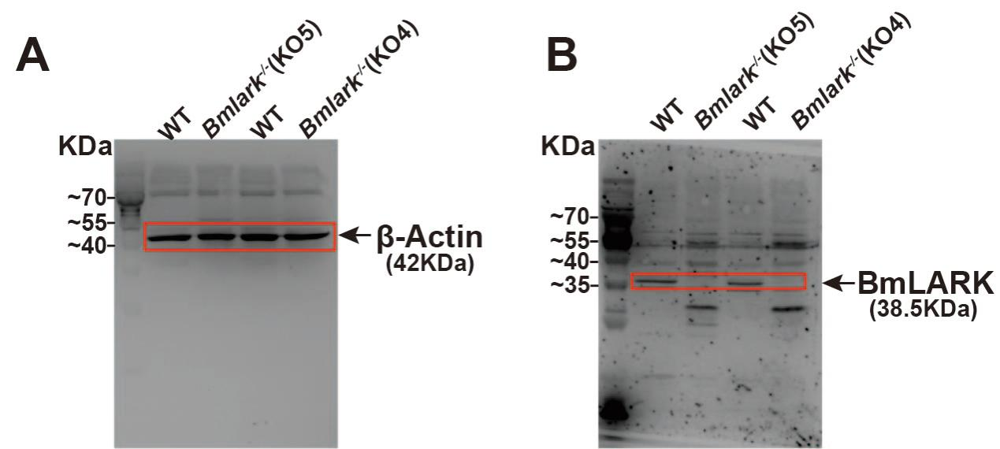 A
WT
Bmlark-/-(KO5)
WT
Bmlark-/-(KO4)
KDa
~70-
~55-
~40-
β-Actin
(42KDa)
B
WT
Bmlark-/-(KO5)
WT
Bmlark-/-(KO4)
KDa
~70-
~55-
~40-
~35-
BmLARK
(38.5KDa)